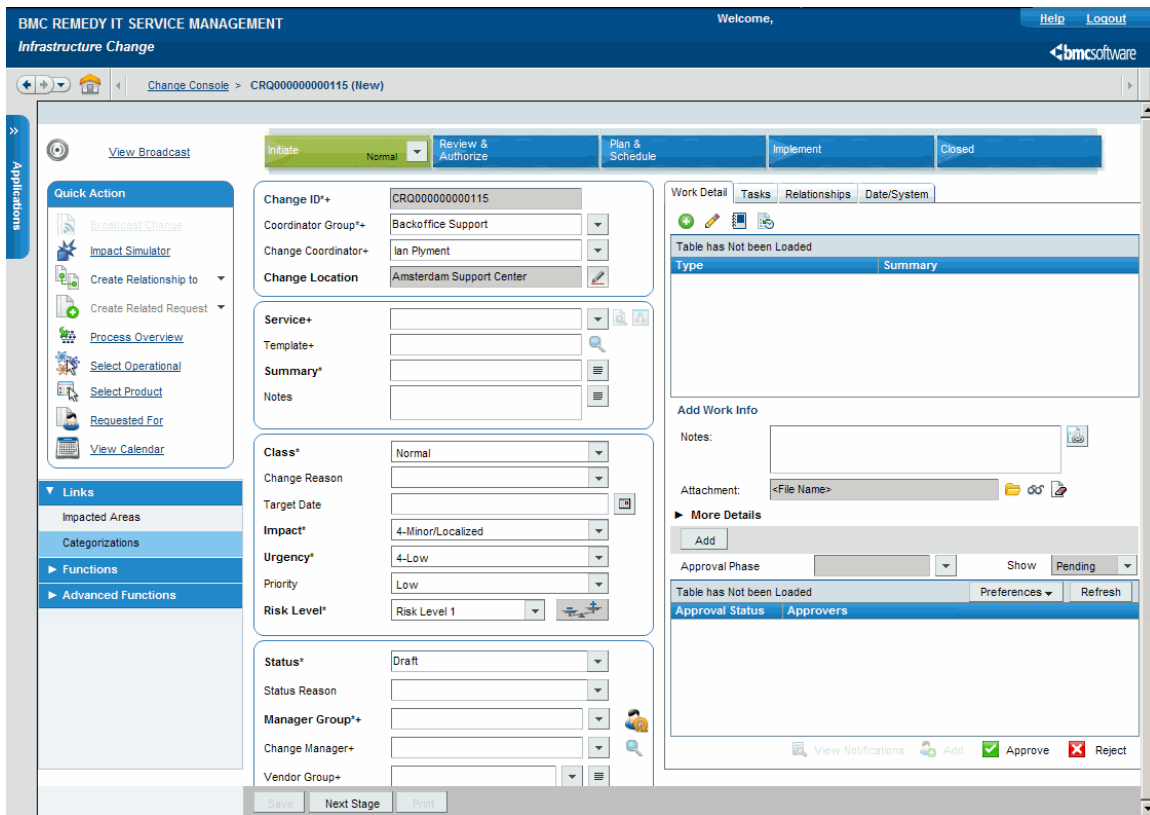 BMC REMEDY IT SERVICE MANAGEMENT
Welcome,
Help Logout
Infrastructure Change
bmcsoftware
Change Console > CRQ000000000115 (New)
»
Applications
View Broadcast
Quick Action
Broadcast Change
Impact Simulator
Create Relationship to
Create Related Request
Process Overview
Select Operational
Select Product
Requested For
View Calendar
Links
Impacted Areas
Categorizations
Functions
Advanced Functions
Initiate
Normal
Review &
Authorize
Plan &
Schedule
Implement
Closed
Change ID*+ CRQ000000000115
Coordinator Group*+ Backoffice Support
Change Coordinator+ Ian Plyment
Change Location Amsterdam Support Center
Service+
Template+
Summary*
Notes
Class* Normal
Change Reason
Target Date
Impact* 4-Minor/Localized
Urgency* 4-Low
Priority Low
Risk Level* Risk Level 1
Status* Draft
Status Reason
Manager Group*+
Change Manager+
Vendor Group+
Save Next Stage Print
Work Detail Tasks Relationships Date/System
Table has Not been Loaded
Type Summary
Add Work Info
Notes:
Attachment: <File Name>
More Details
Add
Approval Phase Show Pending
Table has Not been Loaded Preferences Refresh
Approval Status Approvers
View Notifications Add Approve Reject